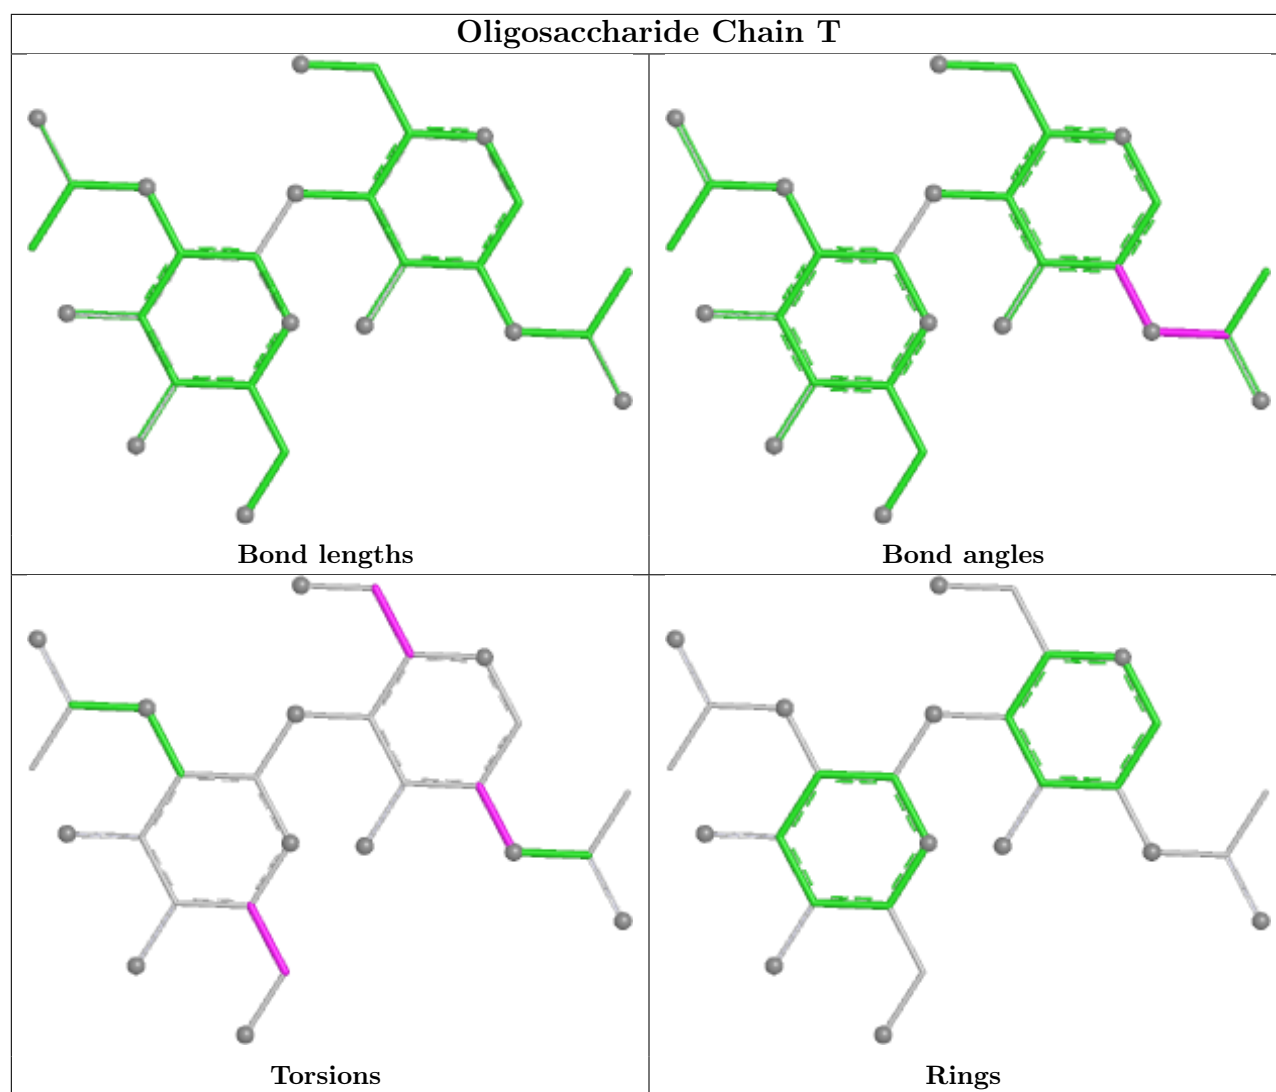 Oligosaccharide Chain T
Bond lengths
Bond angles
Torsions
Rings